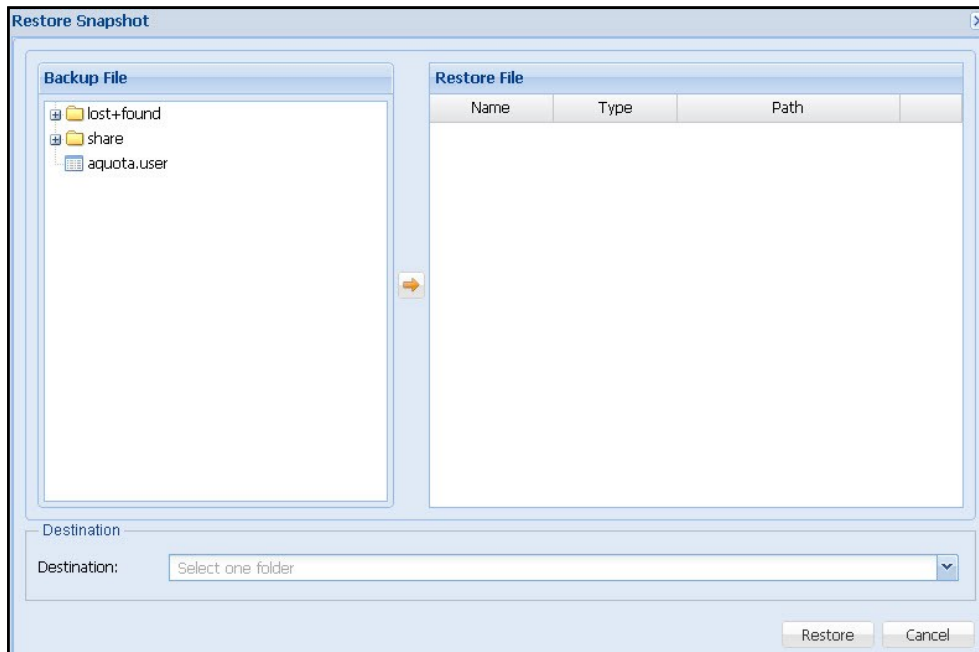 Restore Snapshot
Backup File
lost+found
share
aquota.user
Restore File
Name Type Path
Destination
Destination: Select one folder
Restore Cancel